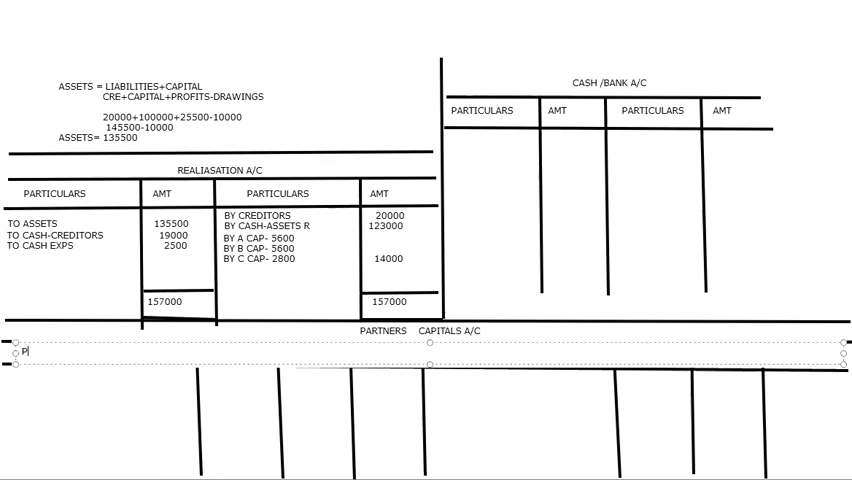 ASSETS = LIABILITIES+CAPITAL
CRE+CAPITAL+PROFITS-DRAWINGS
20000+100000+25500-10000
145500-10000
ASSETS= 135500
CASH /BANK A/C
PARTICULARS AMT PARTICULARS AMT
REALIASATION A/C
PARTICULARS AMT PARTICULARS AMT
TO ASSETS 135500 BY CREDITORS 20000
TO CASH-CREDITORS 19000 BY CASH-ASSETS R 123000
TO CASH EXPS 2500 BY A CAP- 5600
BY B CAP- 5600
BY C CAP- 2800 14000
157000 157000
PARTNERS CAPITALS A/C
P